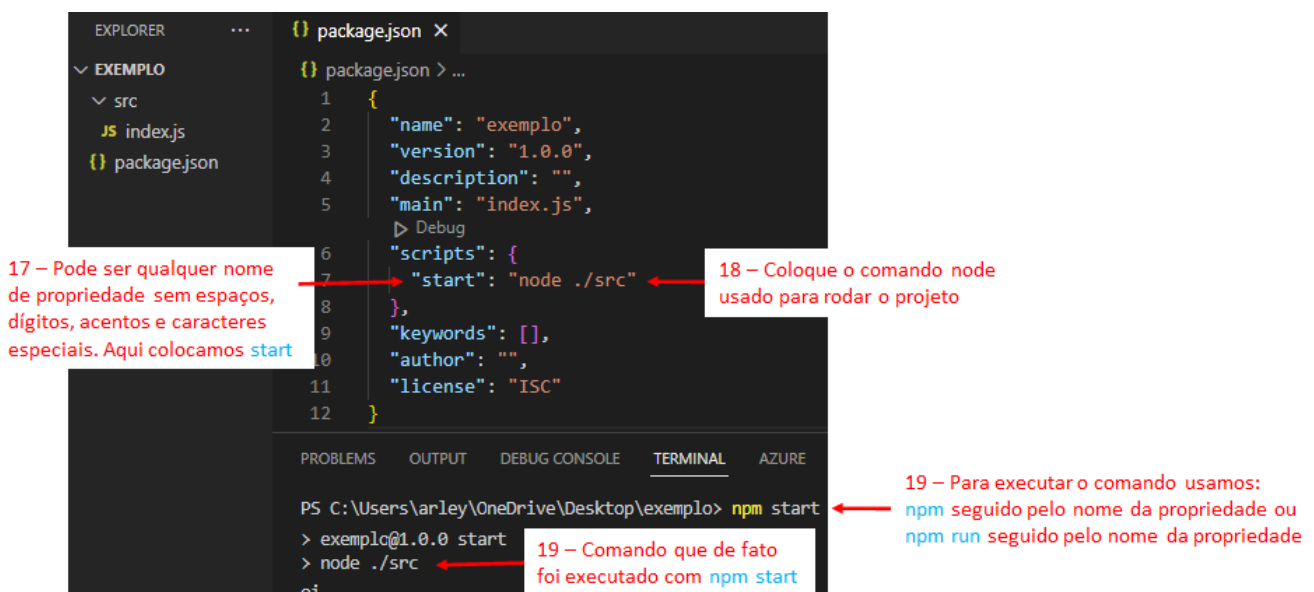 EXPLORER ···
{} package.json ×
EXEMPLO
src
JS index.js
{} package.json
{} package.json > ...
1 {
2 "name": "exemplo",
3 "version": "1.0.0",
4 "description": "",
5 "main": "index.js",
Debug
6 "scripts": {
7 "start": "node ./src"
8 },
9 "keywords": [],
10 "author": "",
11 "license": "ISC"
12 }
17 – Pode ser qualquer nome
de propriedade sem espaços,
dígitos, acentos e caracteres
especiais. Aqui colocamos start
18 – Coloque o comando node
usado para rodar o projeto
PROBLEMS OUTPUT DEBUG CONSOLE TERMINAL AZURE
PS C:\Users\arley\OneDrive\Desktop\exemplo> npm start
> exemplo@1.0.0 start
> node ./src
oi
19 – Comando que de fato
foi executado com npm start
19 – Para executar o comando usamos:
npm seguido pelo nome da propriedade ou
npm run seguido pelo nome da propriedade